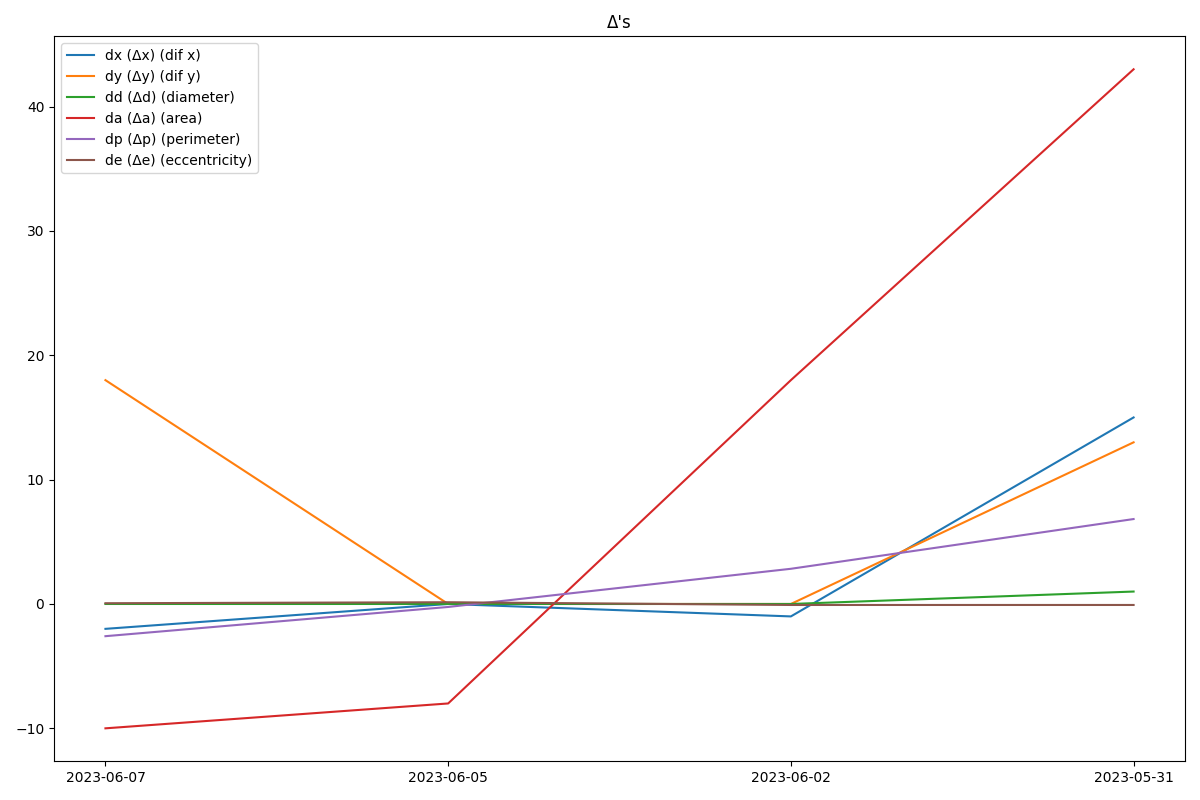 Δ's
dx (Δx) (dif x)
dy (Δy) (dif y)
dd (Δd) (diameter)
da (Δa) (area)
dp (Δp) (perimeter)
de (Δe) (eccentricity)
40
30
20
10
0
−10
2023-06-07 2023-06-05 2023-06-02 2023-05-31